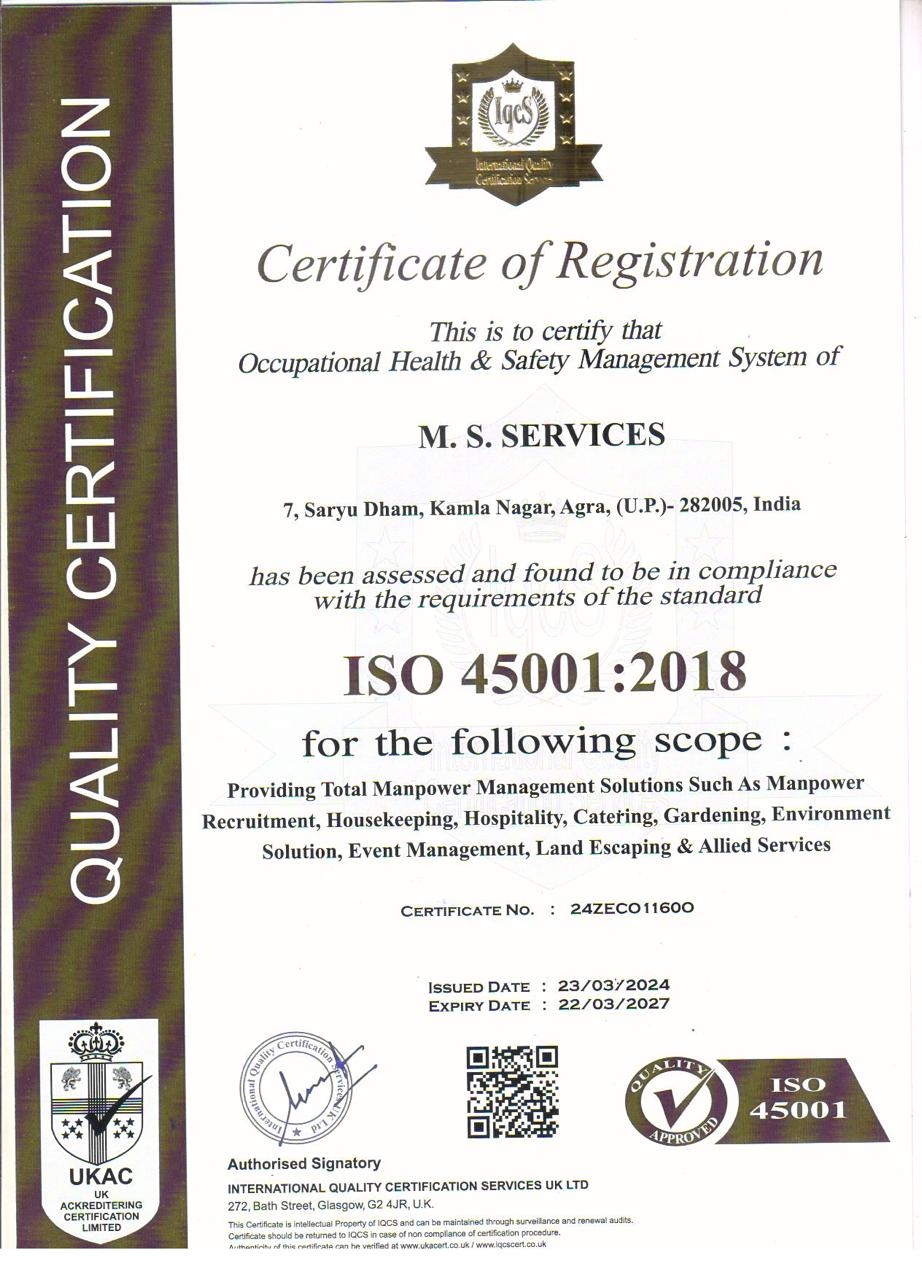 QUALITY CERTIFICATION
IqcS
International Quality
Certification Services
Certificate of Registration
This is to certify that
Occupational Health & Safety Management System of
M. S. SERVICES
7, Saryu Dham, Kamla Nagar, Agra, (U.P.)- 282005, India
has been assessed and found to be in compliance
with the requirements of the standard
ISO 45001:2018
for the following scope :
Providing Total Manpower Management Solutions Such As Manpower
Recruitment, Housekeeping, Hospitality, Catering, Gardening, Environment
Solution, Event Management, Land Escaping & Allied Services
CERTIFICATE NO. : 24ZECO1160O
ISSUED DATE : 23/03/2024
EXPIRY DATE : 22/03/2027
International Quality Certification Services UK Ltd
QUALITY
APPROVED
ISO
45001
UKAC
UK
ACKREDITERING
CERTIFICATION
LIMITED
Authorised Signatory
INTERNATIONAL QUALITY CERTIFICATION SERVICES UK LTD
272, Bath Street, Glasgow, G2 4JR, U.K.
This Certificate is intellectual Property of IQCS and can be maintained through surveillance and renewal audits.
Certificate should be returned to IQCS in case of non compliance of certification procedure.
Authenticity of this certificate can be verified at www.ukacert.co.uk / www.iqcscert.co.uk